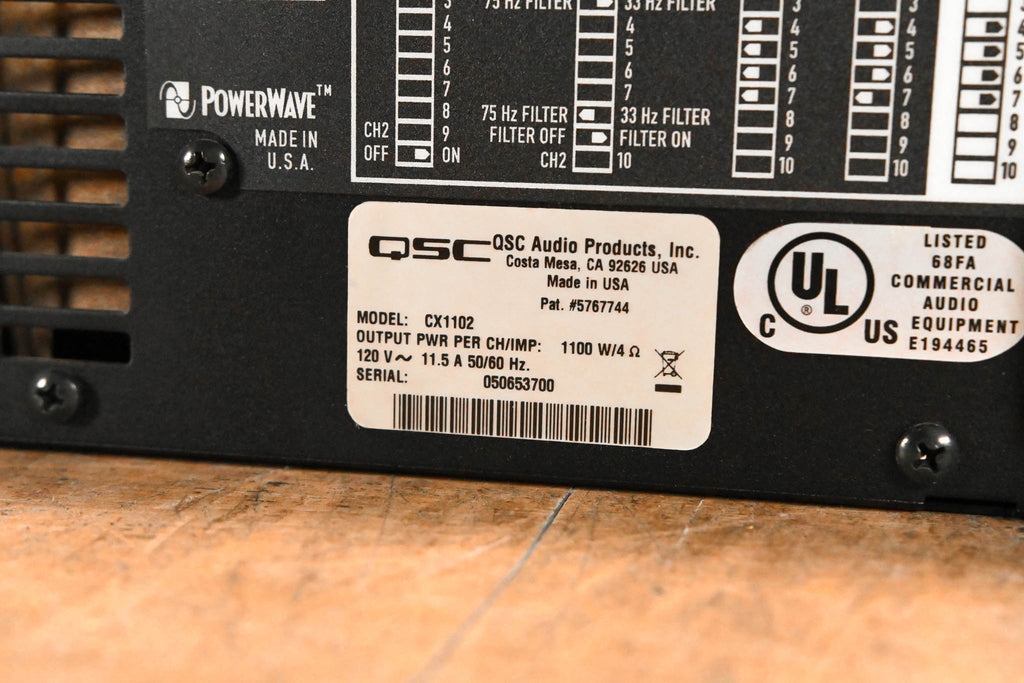 75 Hz FILTER 33 Hz FILTER
3
4
5
6
7
8
CH2 9
OFF ON
4
5
6
7
75 Hz FILTER 33 Hz FILTER
FILTER OFF FILTER ON
CH2 10
3
4
5
6
7
8
9
10
3
4
5
6
7
8
9
10
4
5
6
7
8
9
10
POWERWAVE™
MADE IN
U.S.A.
QSC QSC Audio Products, Inc.
Costa Mesa, CA 92626 USA
Made in USA
Pat. #5767744
MODEL: CX1102
OUTPUT PWR PER CH/IMP: 1100 W/4 Ω
120 V~ 11.5 A 50/60 Hz.
SERIAL: 050653700
C UL ® US
LISTED
68FA
COMMERCIAL
AUDIO
EQUIPMENT
E194465